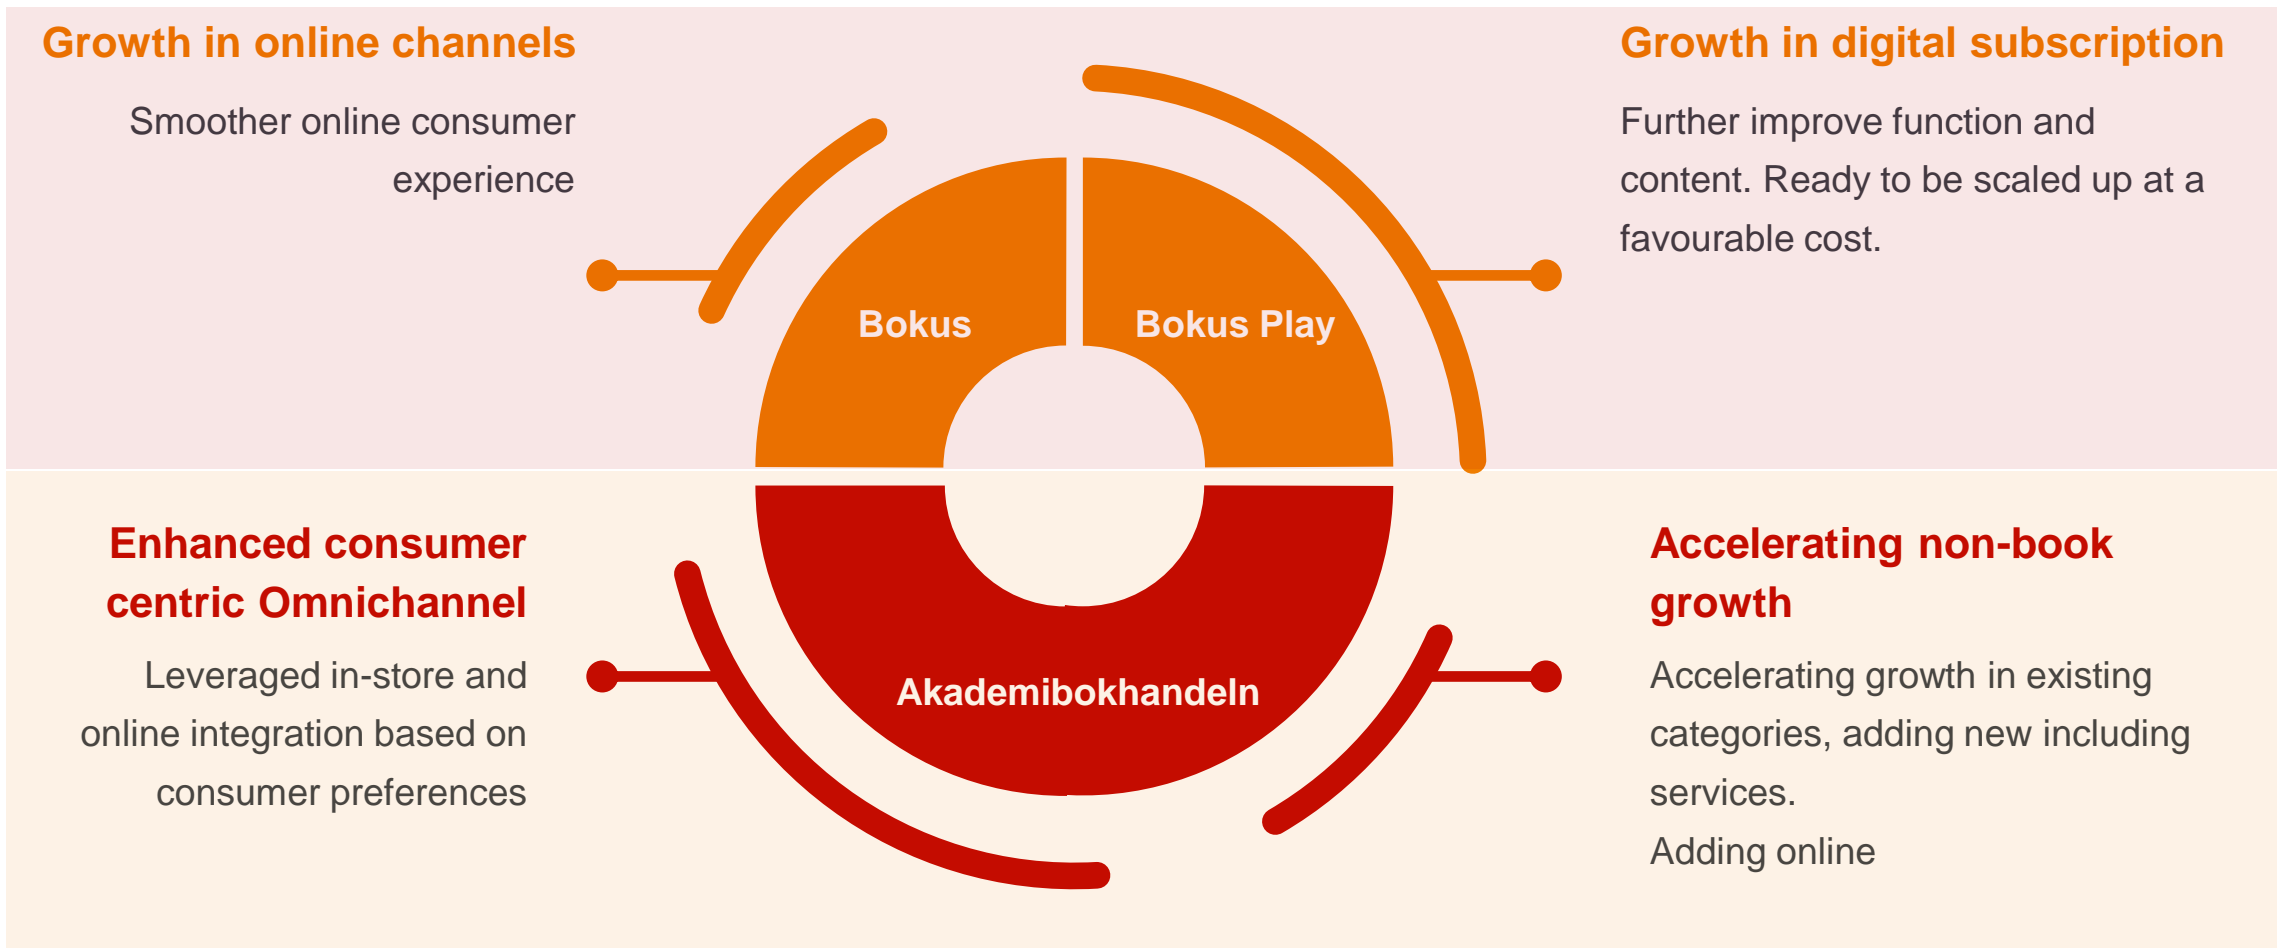 Growth in online channels
Smoother online consumer
experience
Growth in digital subscription
Further improve function and
content. Ready to be scaled up at a
favourable cost.
Bokus
Bokus Play
Enhanced consumer
centric Omnichannel
Leveraged in-store and
online integration based on
consumer preferences
Akademibokhandeln
Accelerating non-book
growth
Accelerating growth in existing
categories, adding new including
services.
Adding online